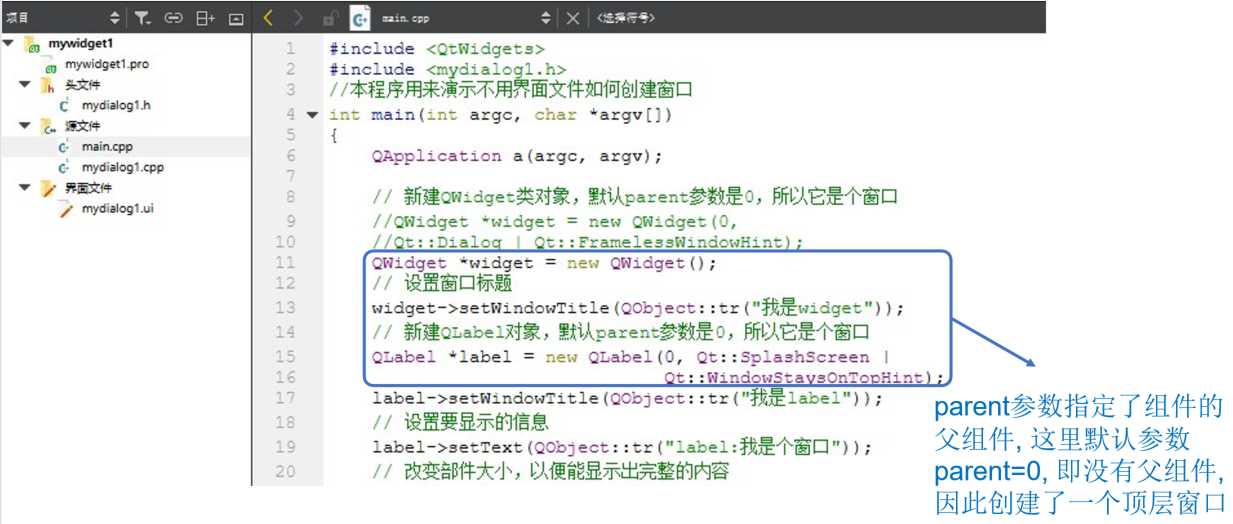 项目
main.cpp
<选择符号>
mywidget1
mywidget1.pro
头文件
mydialog1.h
源文件
main.cpp
mydialog1.cpp
界面文件
mydialog1.ui
1 #include <QtWidgets>
2 #include <mydialog1.h>
3 //本程序用来演示不用界面文件如何创建窗口
4 int main(int argc, char *argv[])
5 {
6 QApplication a(argc, argv);
7
8 // 新建QWidget类对象，默认parent参数是0，所以它是个窗口
9 //QWidget *widget = new QWidget(0,
10 //Qt::Dialog | Qt::FramelessWindowHint);
11 QWidget *widget = new QWidget();
12 // 设置窗口标题
13 widget->setWindowTitle(QObject::tr("我是widget"));
14 // 新建QLabel对象，默认parent参数是0，所以它是个窗口
15 QLabel *label = new QLabel(0, Qt::SplashScreen |
16 Qt::WindowStaysOnTopHint);
17 label->setWindowTitle(QObject::tr("我是label"));
18 // 设置要显示的信息
19 label->setText(QObject::tr("label:我是个窗口"));
20 // 改变部件大小，以便能显示出完整的内容
parent参数指定了组件的
父组件, 这里默认参数
parent=0, 即没有父组件,
因此创建了一个顶层窗口